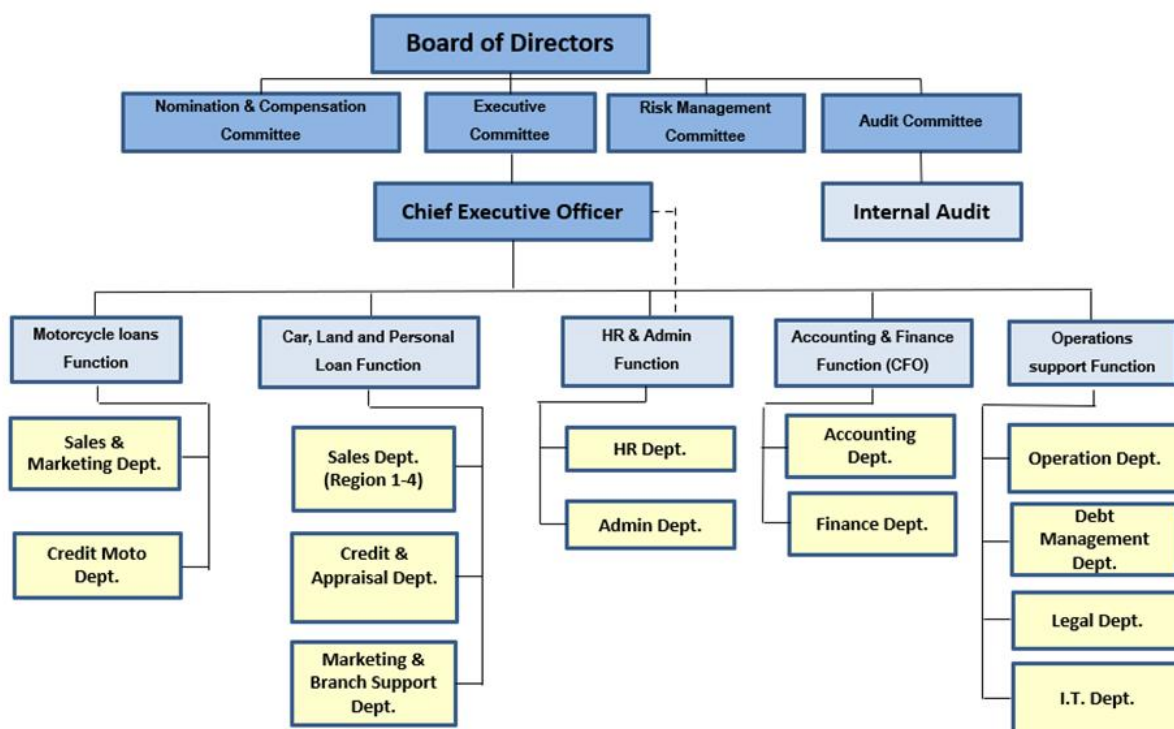 Board of Directors
Nomination & Compensation
Committee
Executive
Committee
Risk Management
Committee
Audit Committee
Chief Executive Officer
Internal Audit
Motorcycle loans
Function
Car, Land and Personal
Loan Function
HR & Admin
Function
Accounting & Finance
Function (CFO)
Operations
support Function
Sales &
Marketing Dept.
Credit Moto
Dept.
Sales Dept.
(Region 1-4)
Credit &
Appraisal Dept.
Marketing &
Branch Support
Dept.
HR Dept.
Admin Dept.
Accounting
Dept.
Finance Dept.
Operation Dept.
Debt
Management
Dept.
Legal Dept.
I.T. Dept.